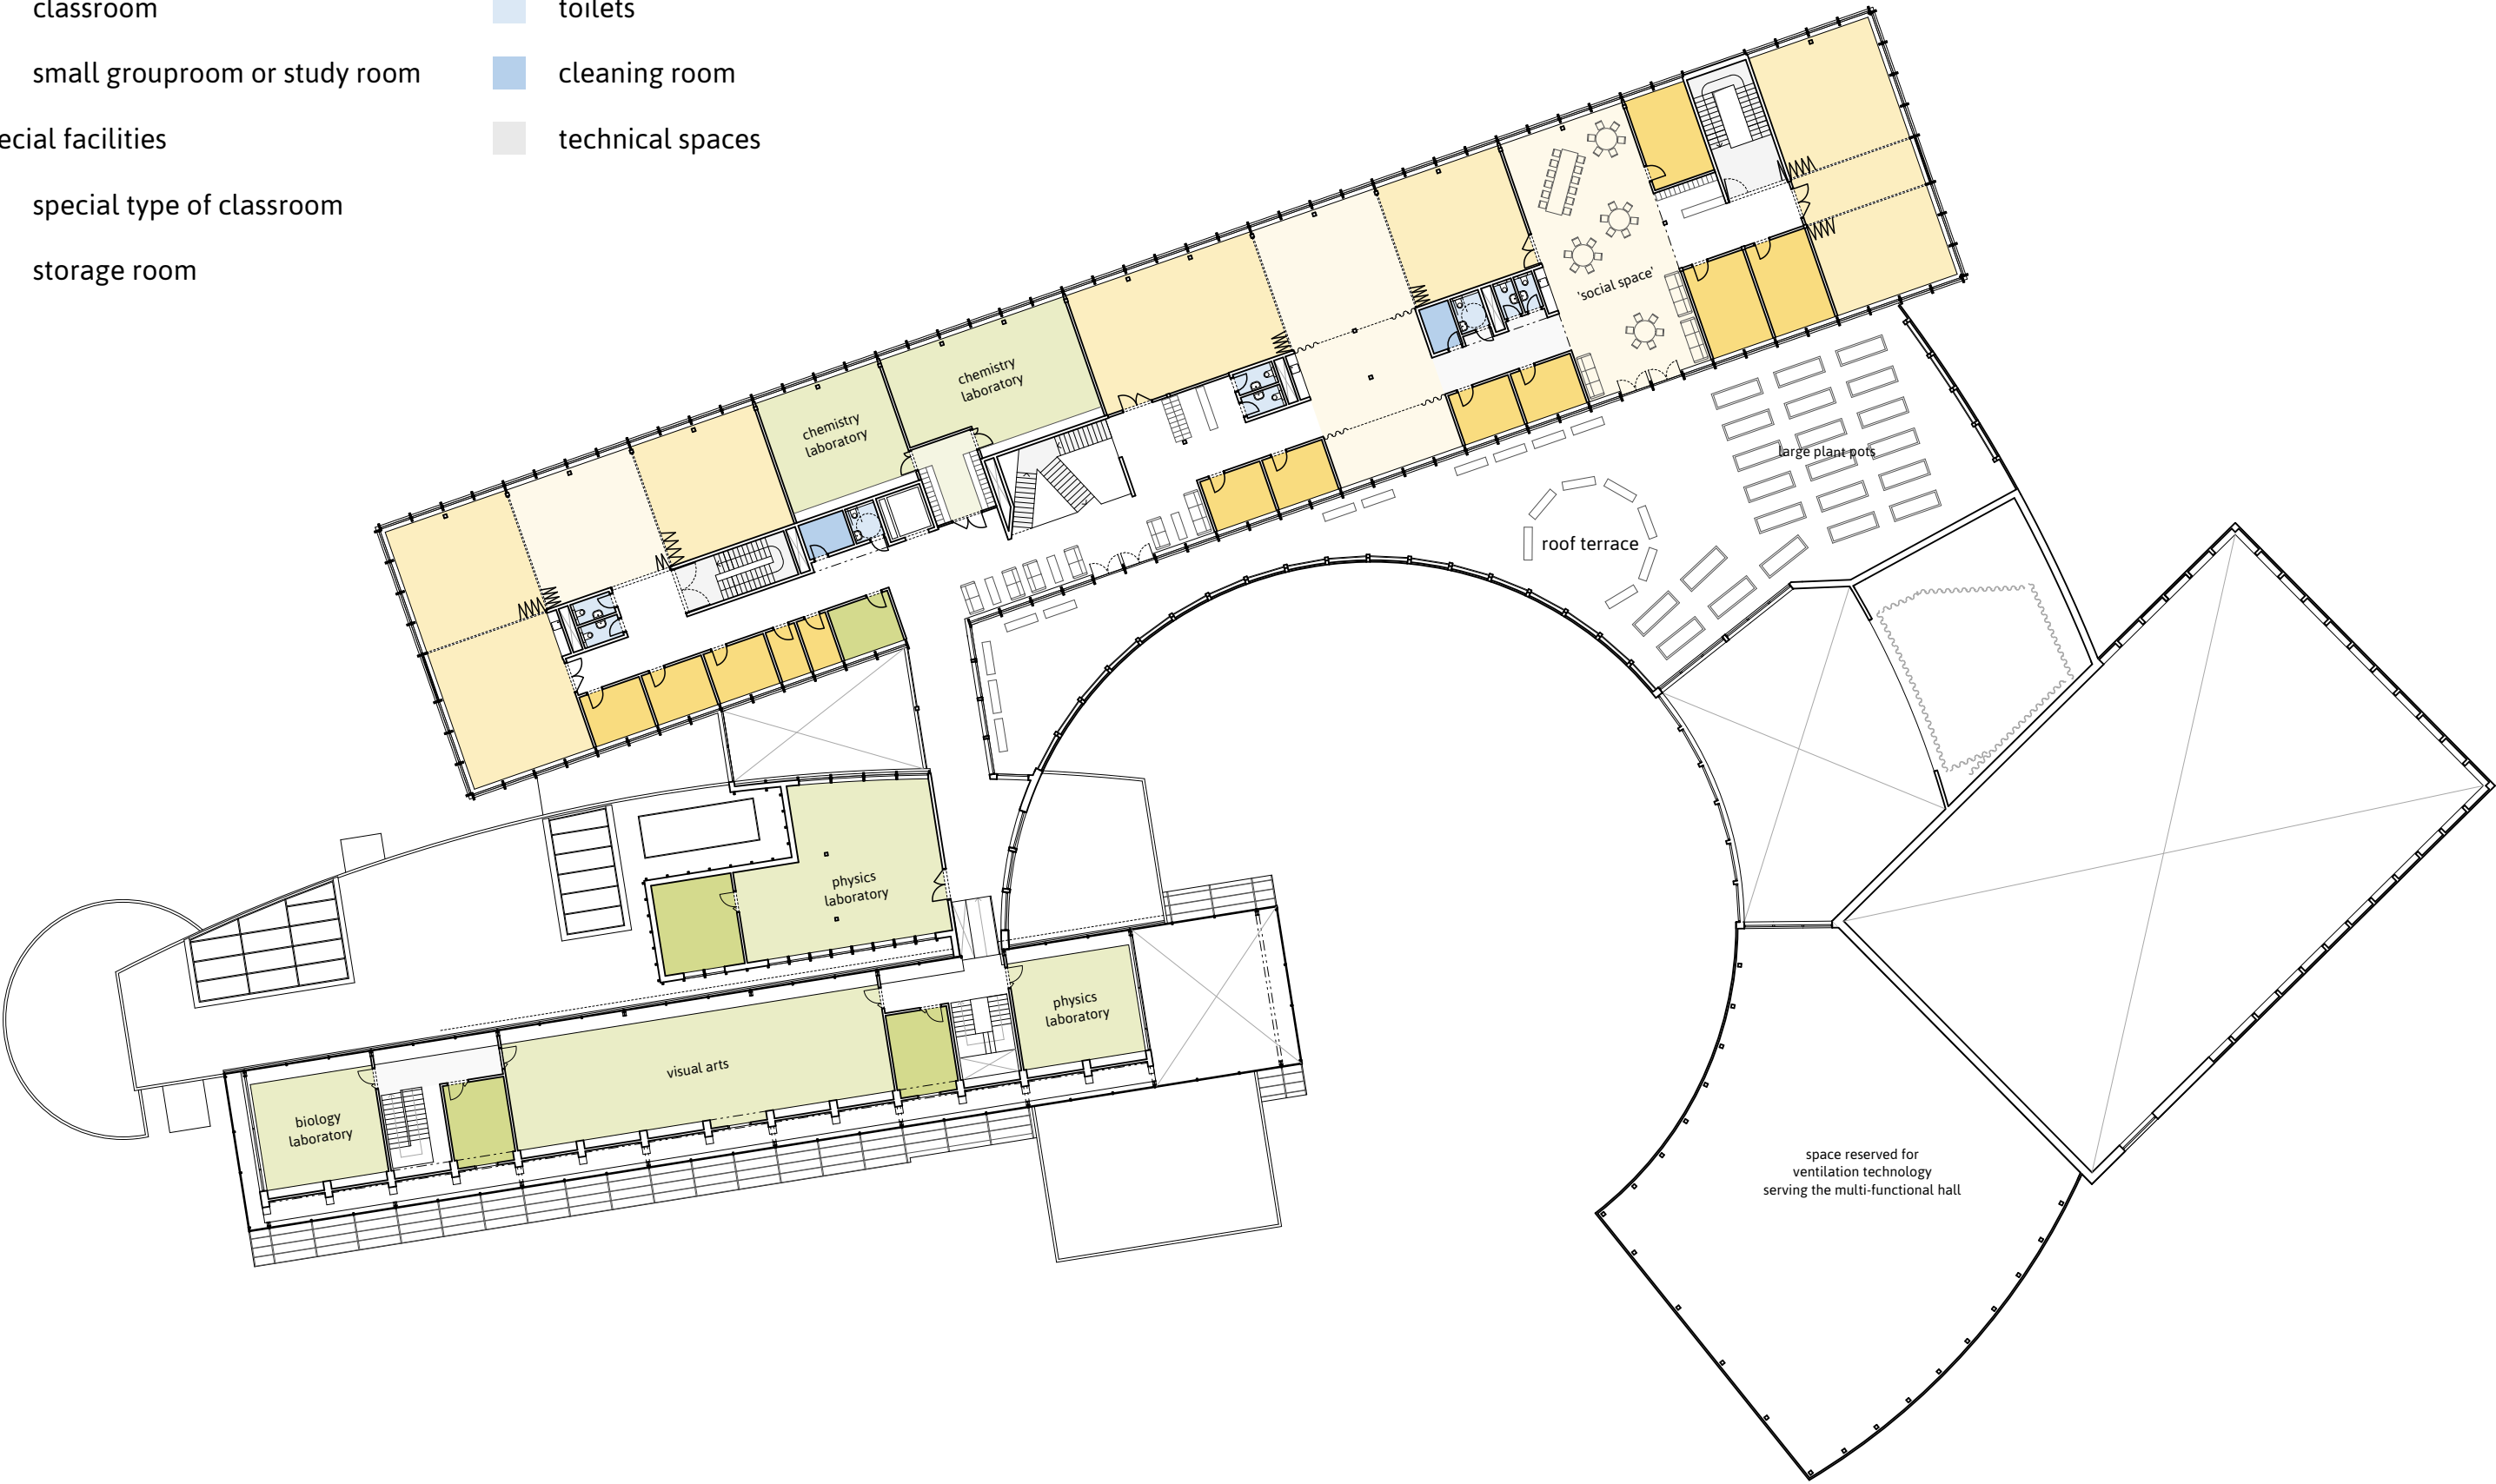 classroom
toilets
small grouproom or study room
cleaning room
ecial facilities
technical spaces
special type of classroom
storage room
'social space'
chemistry
laboratory
chemistry
laboratory
large plant pots
roof terrace
physics
laboratory
physics
laboratory
visual arts
biology
laboratory
space reserved for
ventilation technology
serving the multi-functional hall